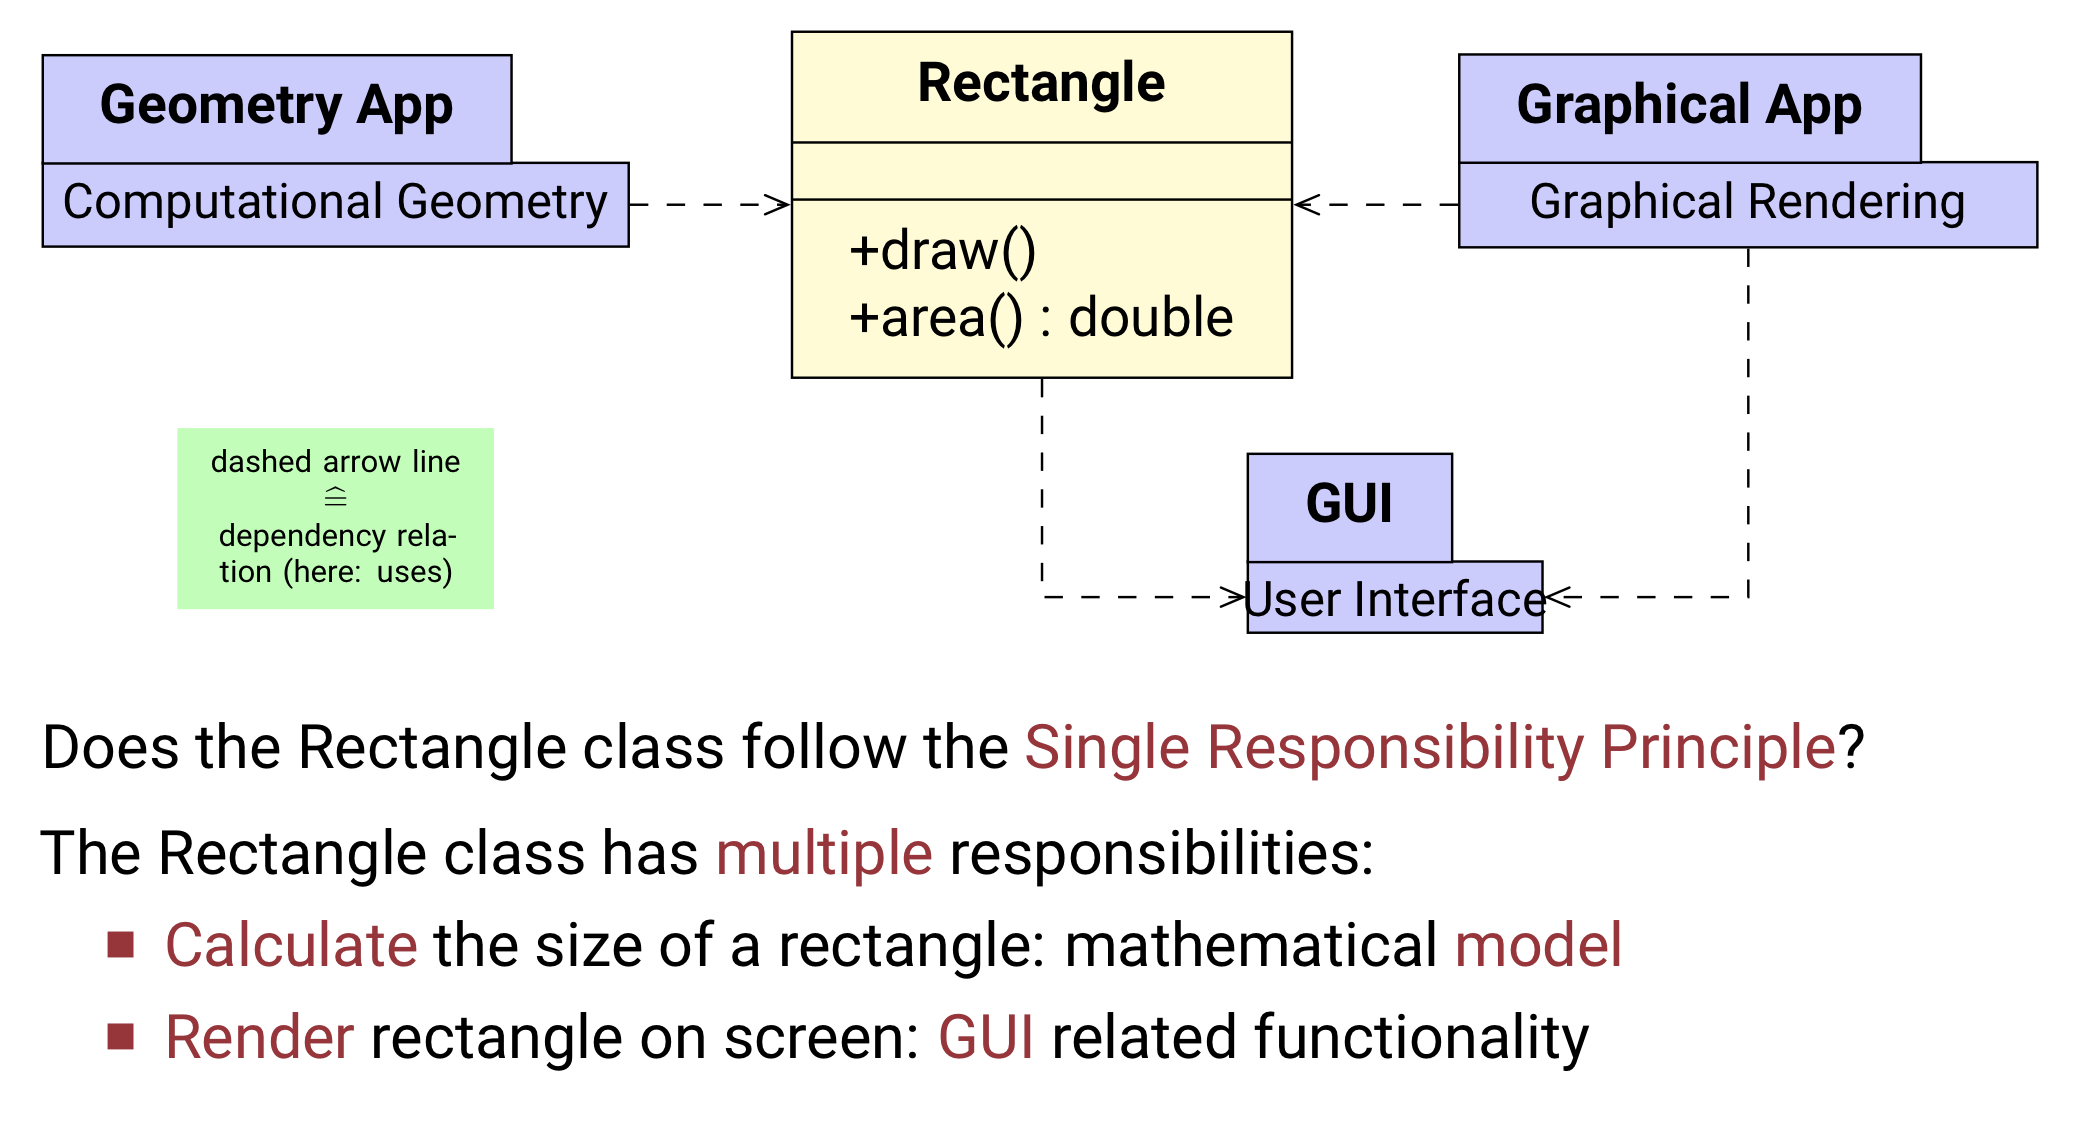 Geometry App
Computational Geometry
Rectangle
+draw()
+area() : double
Graphical App
Graphical Rendering
dashed arrow line
≘
dependency rela-
tion (here: uses)
GUI
User Interface
Does the Rectangle class follow the Single Responsibility Principle?
The Rectangle class has multiple responsibilities:
■ Calculate the size of a rectangle: mathematical model
■ Render rectangle on screen: GUI related functionality